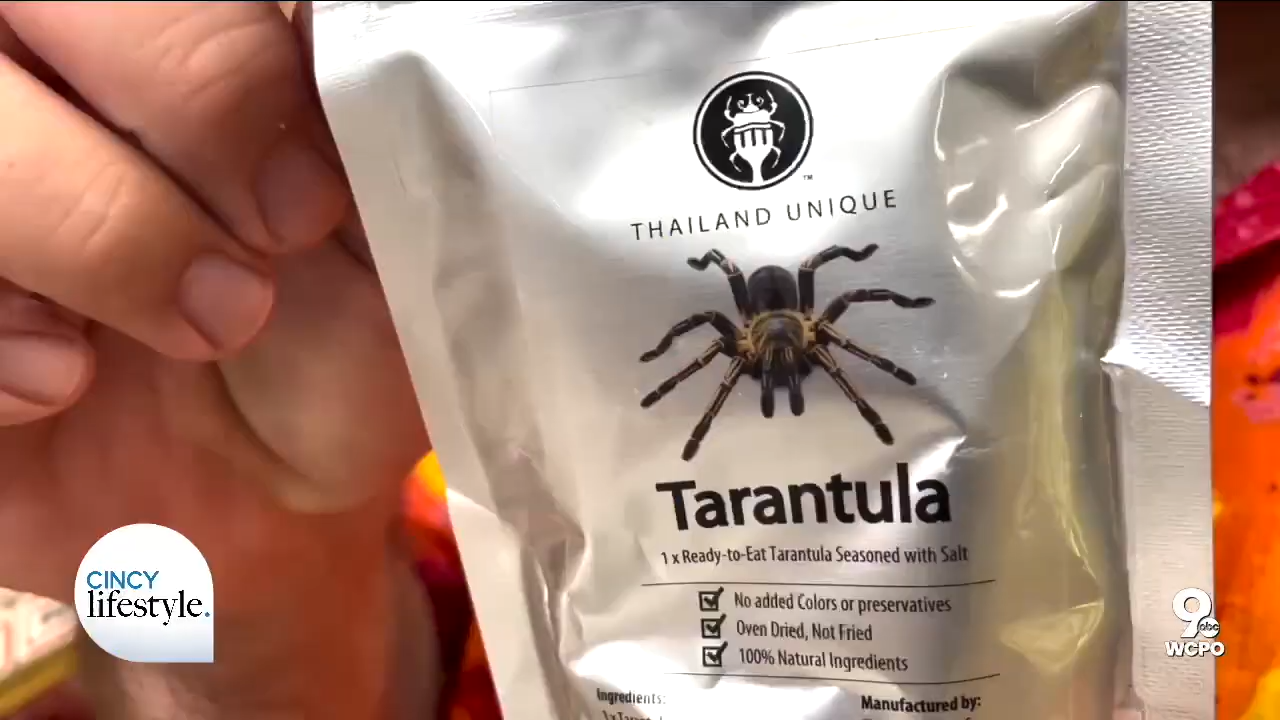 THAILAND UNIQUE
Tarantula
1 x Ready-to-Eat Tarantula Seasoned with Salt
No added Colors or preservatives
Oven Dried, Not Fried
100% Natural Ingredients
Ingredients:
Manufactured by:
CINCY
lifestyle.
9 abc
WCPO